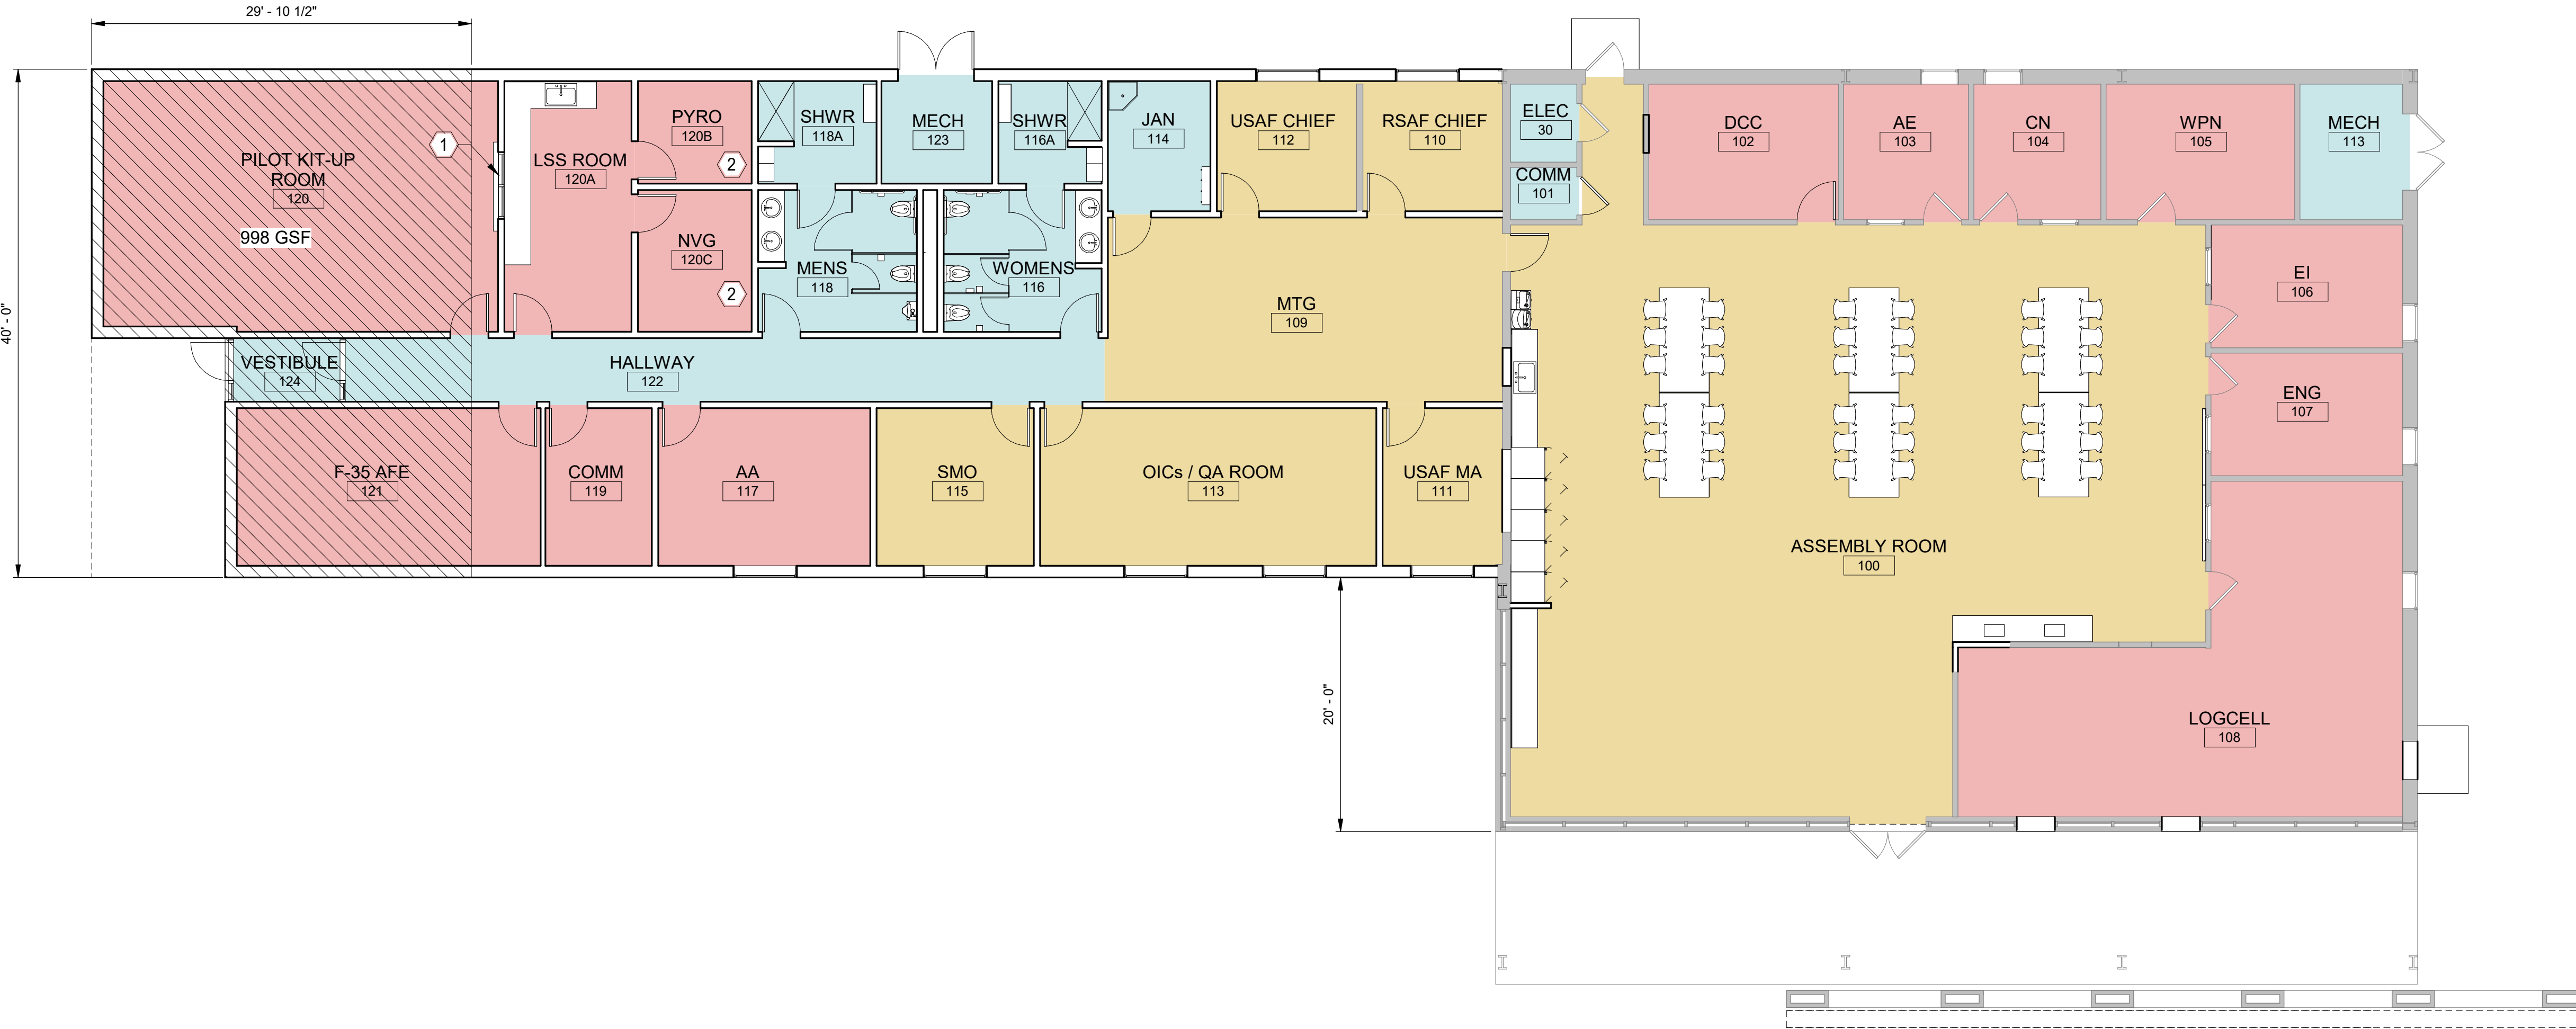 29' - 10 1/2"
40' - 0"
PILOT KIT-UP
ROOM
120
998 GSF
1
LSS ROOM
120A
PYRO
120B
2
NVG
120C
2
SHWR
118A
MECH
123
SHWR
116A
JAN
114
USAF CHIEF
112
RSAF CHIEF
110
MENS
118
WOMENS
116
MTG
109
VESTIBULE
124
HALLWAY
122
F-35 AFE
121
COMM
119
AA
117
SMO
115
OICs / QA ROOM
113
USAF MA
111
20' - 0"
ELEC
30
COMM
101
DCC
102
AE
103
CN
104
WPN
105
MECH
113
EI
106
ENG
107
ASSEMBLY ROOM
100
LOGCELL
108